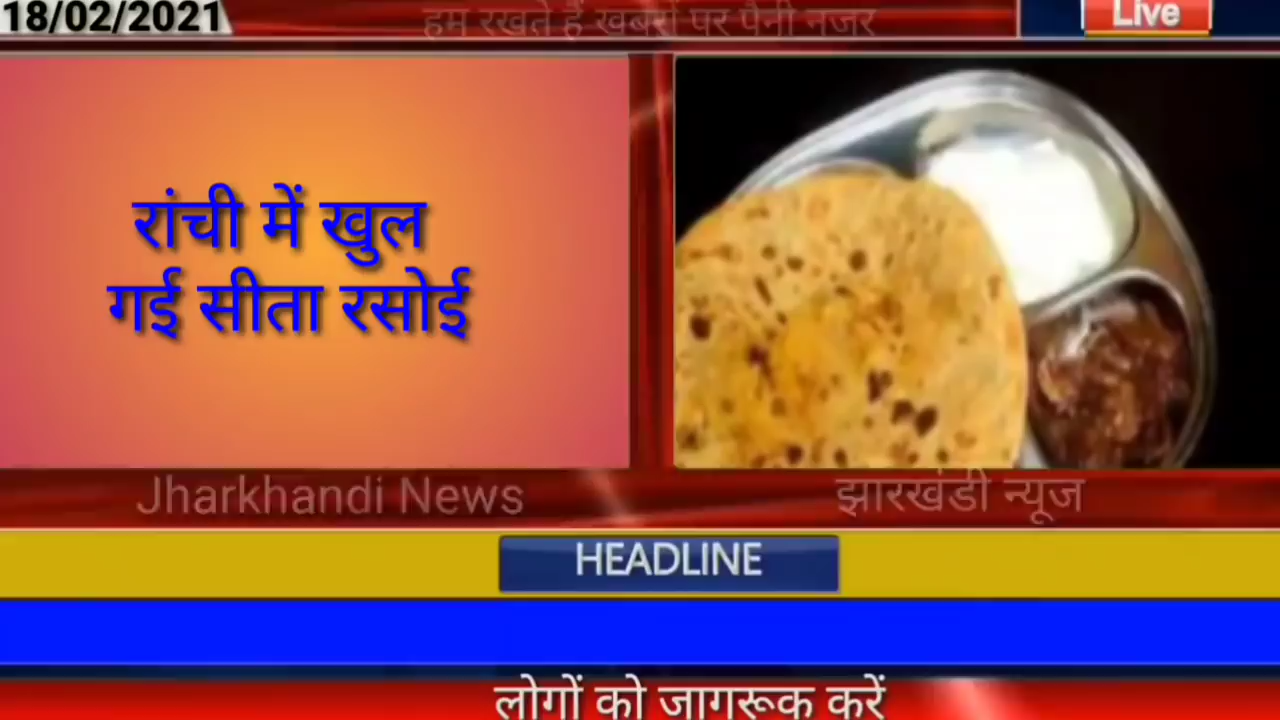 18/02/2021
हम रखते हैं खबरों पर पैनी नजर
Live
रांची में खुल
गई सीता रसोई
Jharkhandi News
झारखंडी न्यूज
HEADLINE
लोगों को जागरूक करें